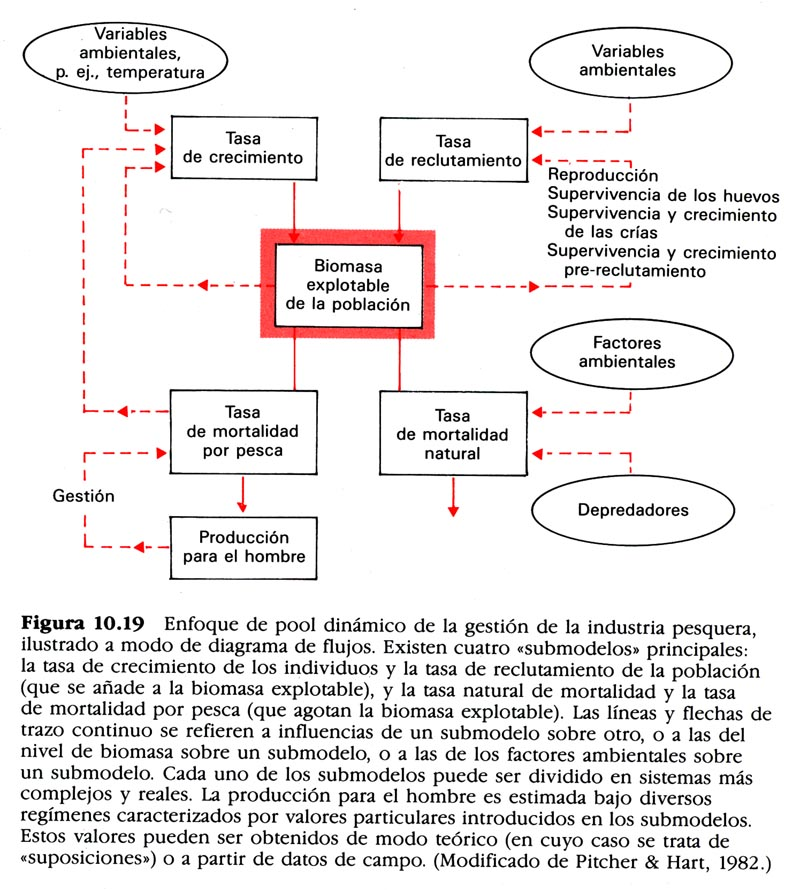 Variables
ambientales,
p. ej., temperatura
Variables
ambientales
Tasa
de crecimiento
Tasa
de reclutamiento
Reproducción
Supervivencia de los huevos
Supervivencia y crecimiento
de las crías
Supervivencia y crecimiento
pre-reclutamiento
Biomasa
explotable
de la población
Factores
ambientales
Tasa
de mortalidad
por pesca
Tasa
de mortalidad
natural
Gestión
Depredadores
Producción
para el hombre
Figura 10.19 Enfoque de pool dinámico de la gestión de la industria pesquera,
ilustrado a modo de diagrama de flujos. Existen cuatro «submodelos» principales:
la tasa de crecimiento de los individuos y la tasa de reclutamiento de la población
(que se añade a la biomasa explotable), y la tasa natural de mortalidad y la tasa
de mortalidad por pesca (que agotan la biomasa explotable). Las líneas y flechas de
trazo continuo se refieren a influencias de un submodelo sobre otro, o a las del
nivel de biomasa sobre un submodelo, o a las de los factores ambientales sobre
un submodelo. Cada uno de los submodelos puede ser dividido en sistemas más
complejos y reales. La producción para el hombre es estimada bajo diversos
regímenes caracterizados por valores particulares introducidos en los submodelos.
Estos valores pueden ser obtenidos de modo teórico (en cuyo caso se trata de
«suposiciones») o a partir de datos de campo. (Modificado de Pitcher & Hart, 1982.)